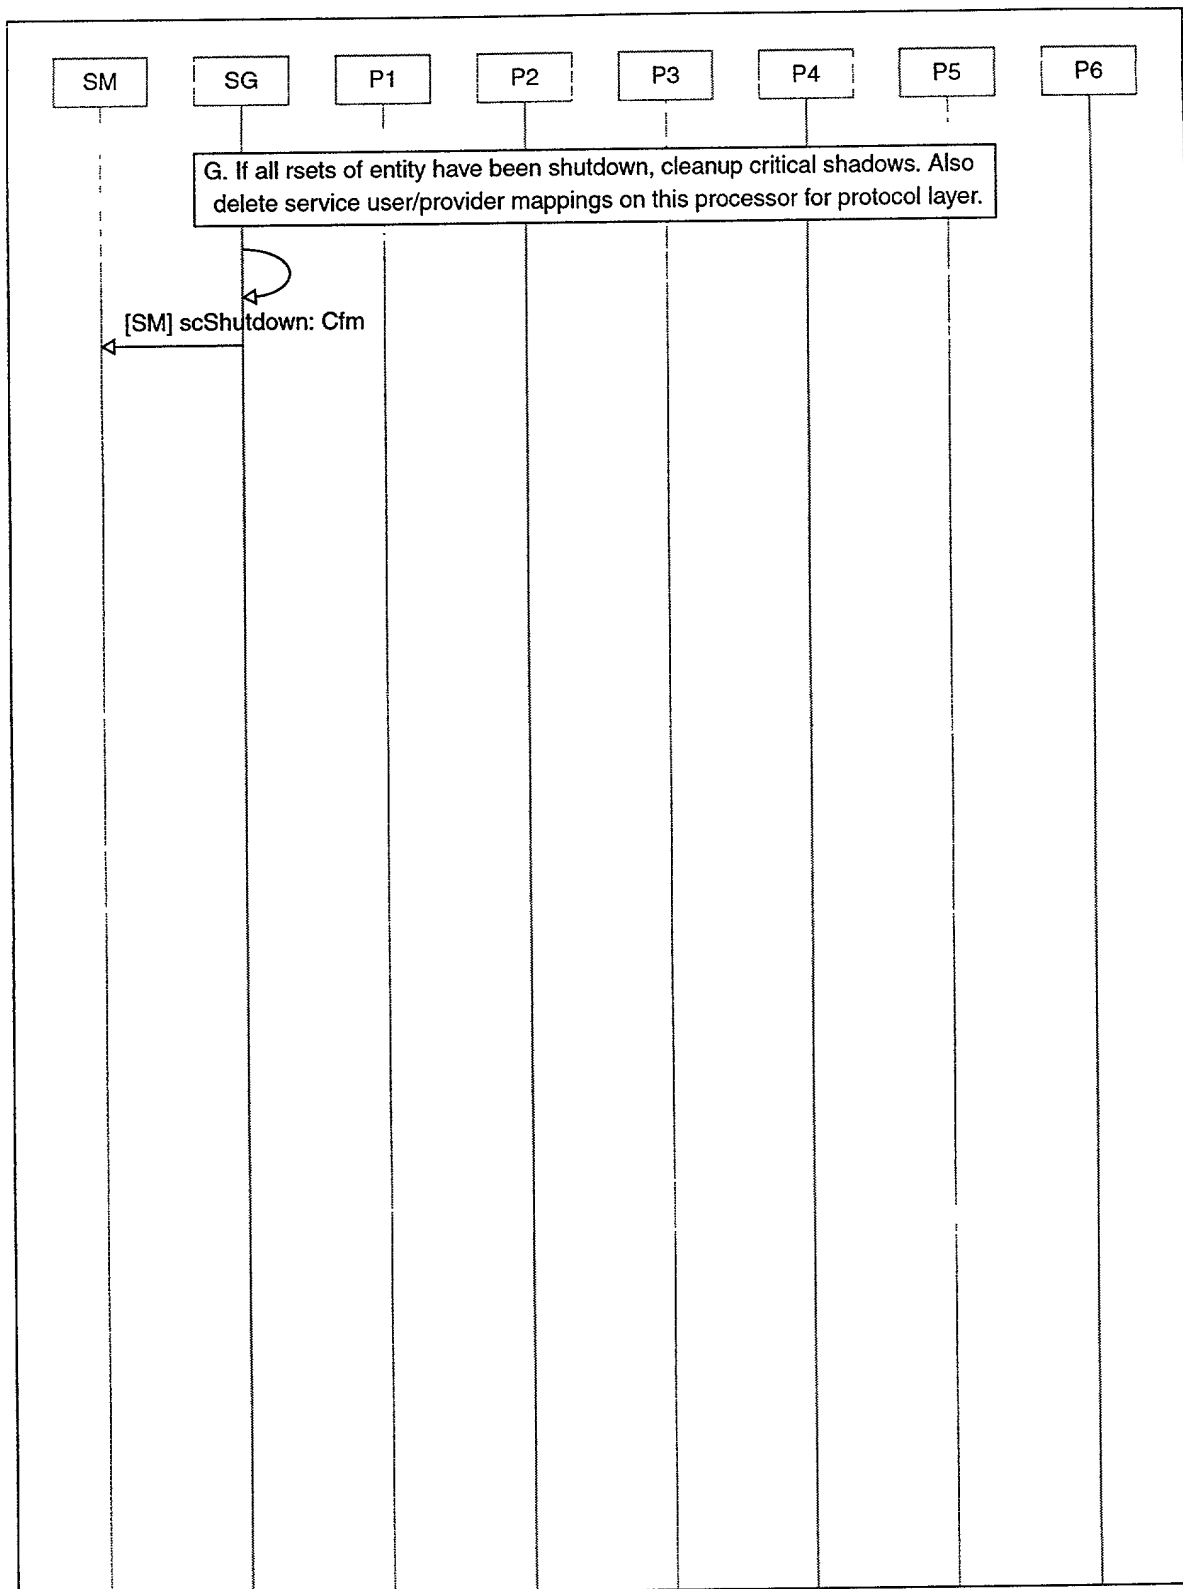 SM SG P1 P2 P3 P4 P5 P6
G. If all rsets of entity have been shutdown, cleanup critical shadows. Also
delete service user/provider mappings on this processor for protocol layer.
[SM] scShutdown: Cfm